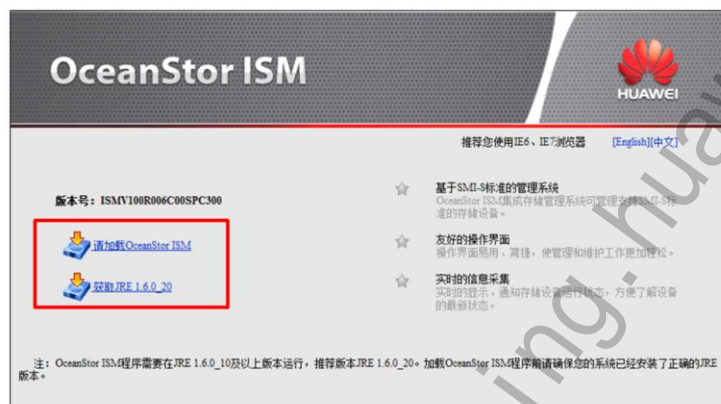 OceanStor ISM
HUAWEI
推荐您使用IE6、IE7浏览器 [English][中文]
版本号：ISMV100R006C00SPC300
请加载OceanStor ISM
获取JRE 1.6.0_20
基于SMI-S标准的管理系统
OceanStor ISM集成存储管理系统可管理支持SMI-S标
准的存储设备。
友好的操作界面
操作界面易用、简捷，使管理和维护工作更加轻松。
实时的信息采集
实时的显示、通知存储设备运行状态，方便了解设备
的最新状态。
注：OceanStor ISM程序需要在JRE 1.6.0_10及以上版本运行，推荐版本JRE 1.6.0_20。加载OceanStor ISM程序前请确保您的系统已经安装了正确的JRE
版本。
ing.huaw